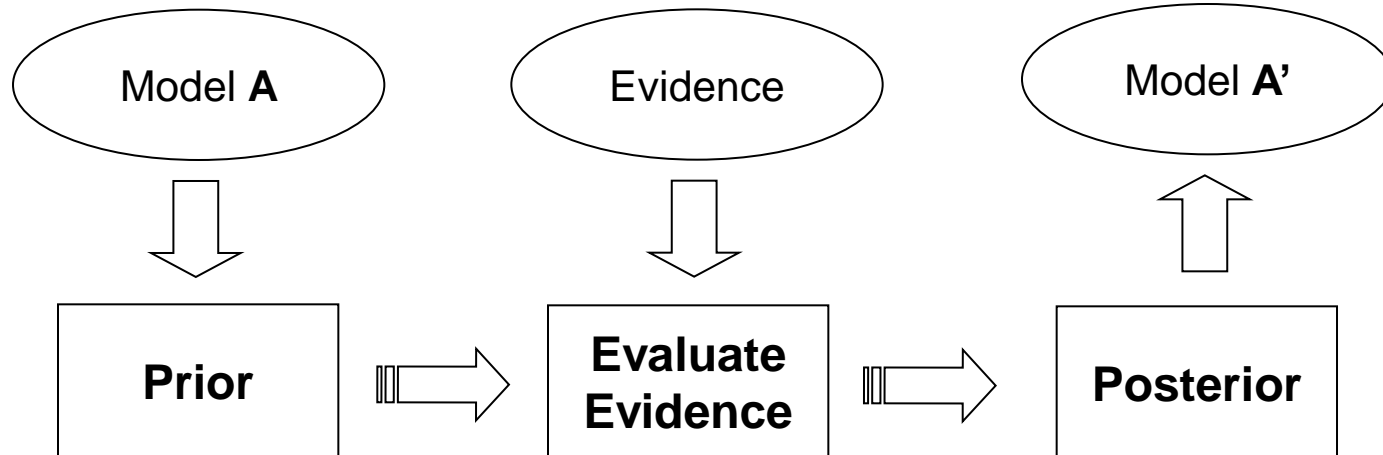 Model A
Evidence
Model A’
Prior
Evaluate
Evidence
Posterior